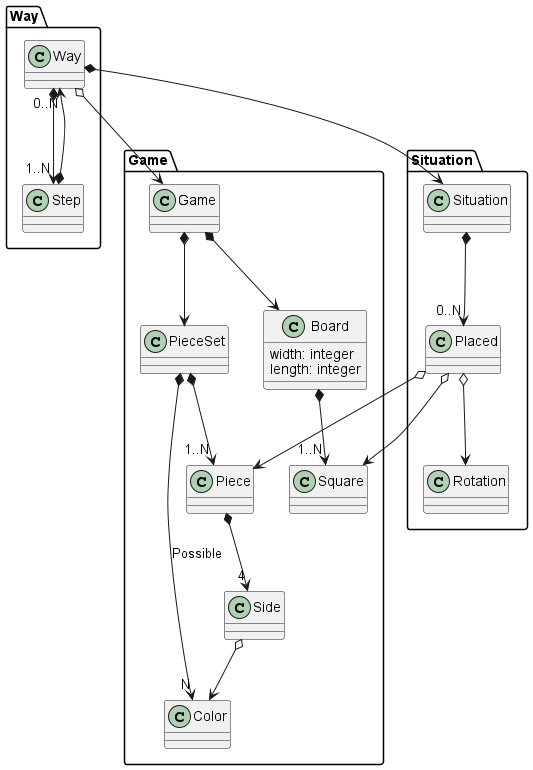 Way
C Way
0..N
1..N
C Step
Game
Situation
C Game
C Situation
0..N
C PieceSet
C Board
width: integer
length: integer
C Placed
1..N
1..N
C Piece
C Square
C Rotation
Possible
4
C Side
N
C Color